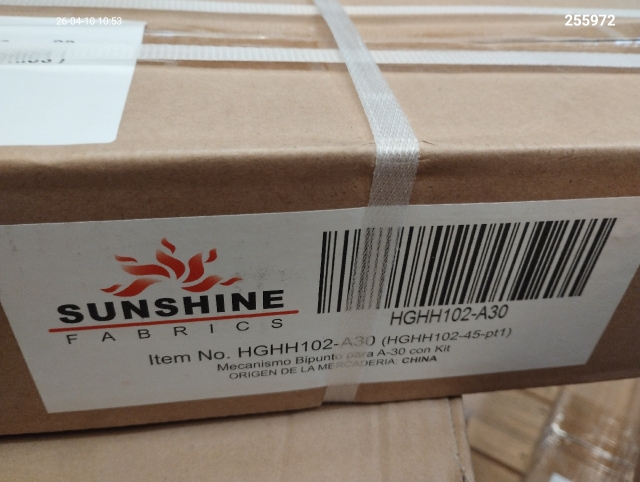 26-04-10 10:53
255972
SUNSHINE
FABRICS
HGHH102-A30
Item No. HGHH102-A30 (HGHH102-45-pt1)
Mecanismo Bipunto para A-30 con Kit
ORIGEN DE LA MERCADERIA: CHINA